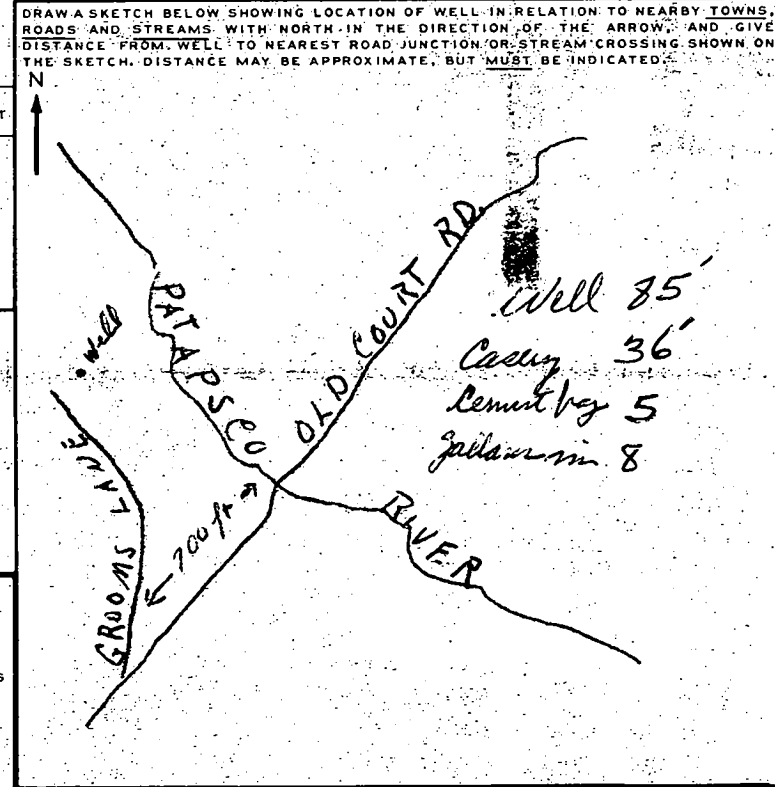 DRAW A SKETCH BELOW SHOWING LOCATION OF WELL IN RELATION TO NEARBY TOWNS,
ROADS AND STREAMS WITH NORTH IN THE DIRECTION OF THE ARROW, AND GIVE
DISTANCE FROM WELL TO NEAREST ROAD JUNCTION OR STREAM CROSSING SHOWN ON
THE SKETCH. DISTANCE MAY BE APPROXIMATE, BUT MUST BE INDICATED.
N
PATAPSCO RIVER
OLD COURT RD.
Well 85'
Casing 36'
Cement bag 5
8
Well
GROOMS LANE
700 ft